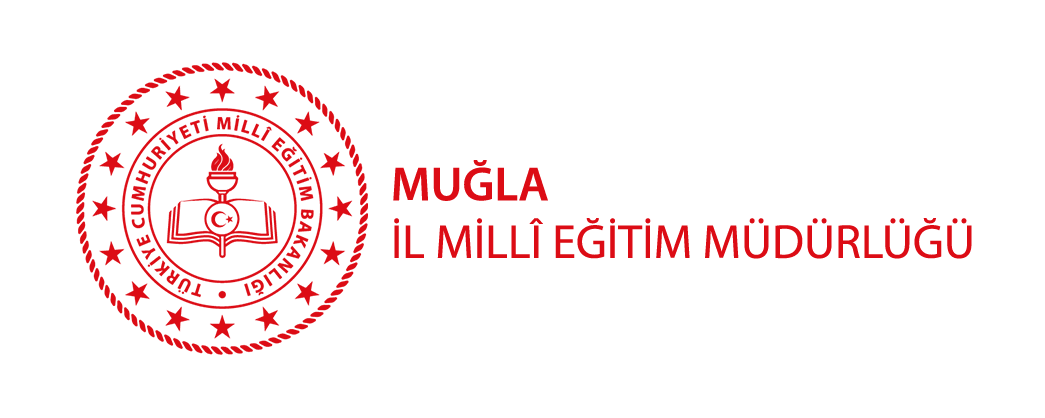 TÜRKİYE CUMHURİYETİ MİLLÎ EĞİTİM BAKANLIĞI
MUĞLA
İL MİLLÎ EĞİTİM MÜDÜRLÜĞÜ